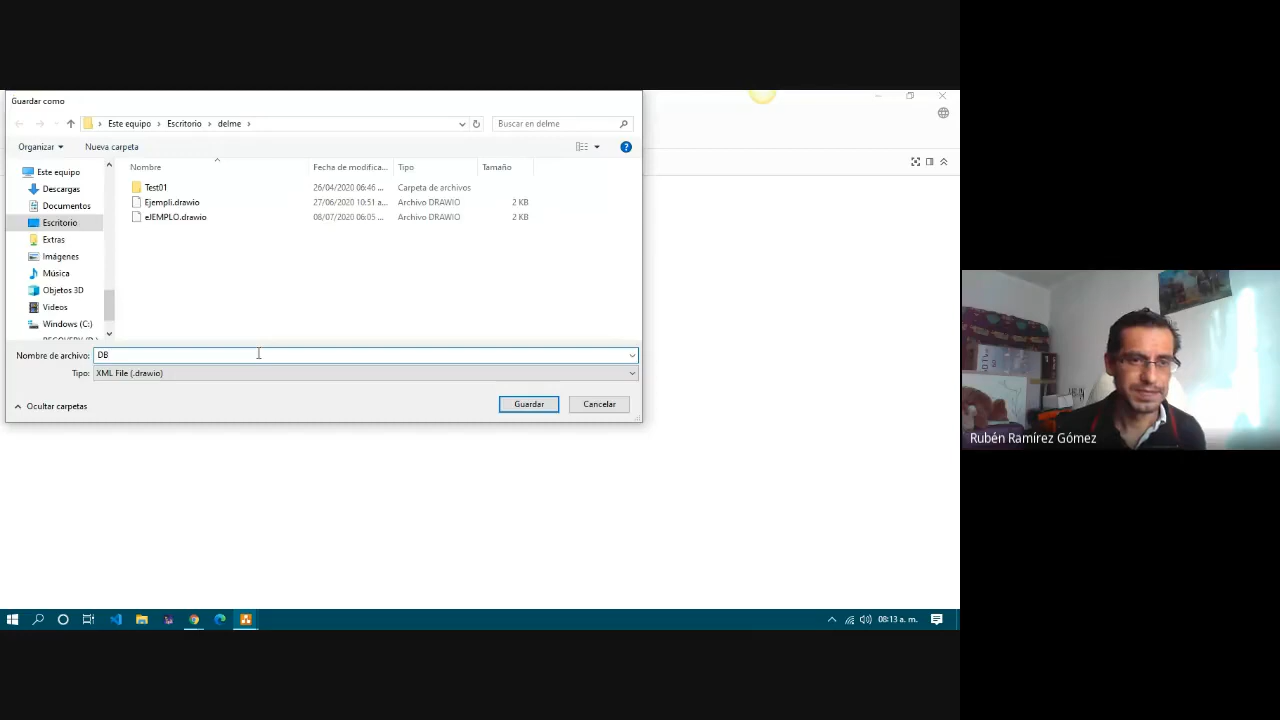 Guardar como
Este equipo > Escritorio > delme >
Buscar en delme
Organizar
Nueva carpeta
Nombre
Fecha de modifica...
Tipo
Tamaño
Este equipo
Descargas
Documentos
Escritorio
Extras
Imágenes
Música
Objetos 3D
Videos
Windows (C:)
Test01 26/04/2020 06:46 ... Carpeta de archivos
Ejempli.drawio 27/06/2020 10:51 a... Archivo DRAWIO 2 KB
eJEMPLO.drawio 08/07/2020 06:05 ... Archivo DRAWIO 2 KB
Nombre de archivo: DB
Tipo: XML File (.drawio)
Ocultar carpetas
Guardar
Cancelar
Rubén Ramírez Gómez
08:13 a. m.